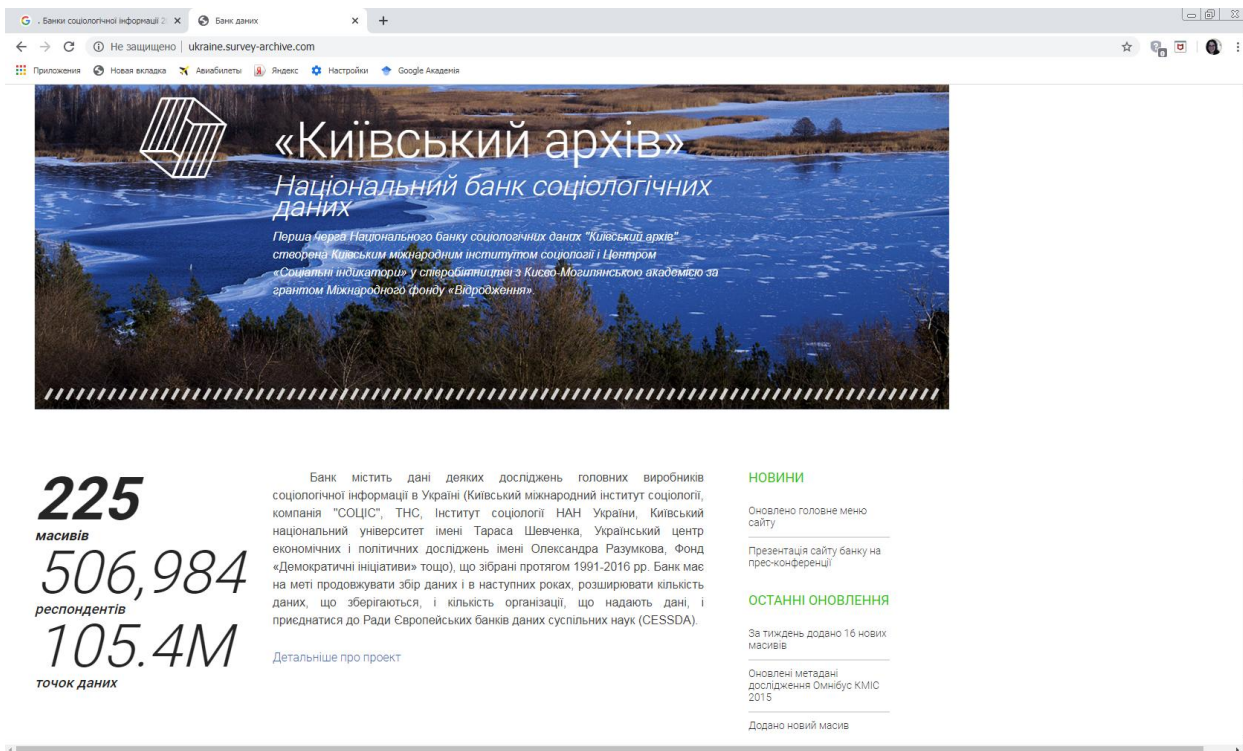 . Банки соціологічної інформації 2
Банк даних
Не защищено | ukraine.survey-archive.com
Приложения Новая вкладка Авиабилеты Яндекс Настройки Google Академія
«Київський архів»
Національний банк соціологічних
даних
Перша черга Національного банку соціологічних даних "Київський архів"
створена Київським міжнародним інститутом соціології і Центром
«Соціальні індикатори» у співробітництві з Києво-Могилянською академією за
грантом Міжнародного фонду «Відродження»
225
масивів
506,984
респондентів
105.4M
точок даних
Банк містить дані деяких досліджень головних виробників
соціологічної інформації в Україні (Київський міжнародний інститут соціології,
компанія "СОЦІС", ТНС, Інститут соціології НАН України, Київський
національний університет імені Тараса Шевченка, Український центр
економічних і політичних досліджень імені Олександра Разумкова, Фонд
«Демократичні ініціативи» тощо), що зібрані протягом 1991-2016 рр. Банк має
на меті продовжувати збір даних і в наступних роках, розширювати кількість
даних, що зберігаються, і кількість організації, що надають дані, і
приєднатися до Ради Європейських банків даних суспільних наук (CESSDA).
Детальніше про проект
НОВИНИ
Оновлено головне меню
сайту
Презентація сайту банку на
прес-конференції
ОСТАННІ ОНОВЛЕННЯ
За тиждень додано 16 нових
масивів
Оновлені метадані
дослідження Омнібус КМІС
2015
Додано новий масив